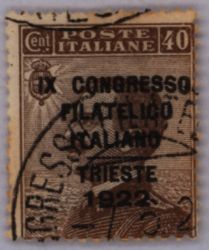 POSTE
Cent ITALIANE 40
IX CONGRESSO
FILATELICO
ITALIANO
TRIESTE
1922